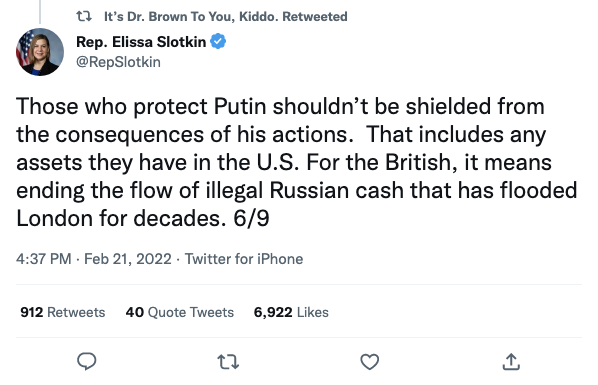 It's Dr. Brown To You, Kiddo. Retweeted
Rep. Elissa Slotkin
@RepSlotkin
Those who protect Putin shouldn't be shielded from
the consequences of his actions.  That includes any
assets they have in the U.S. For the British, it means
ending the flow of illegal Russian cash that has flooded
London for decades. 6/9
4:37 PM · Feb 21, 2022 · Twitter for iPhone
912 Retweets 40 Quote Tweets 6,922 Likes